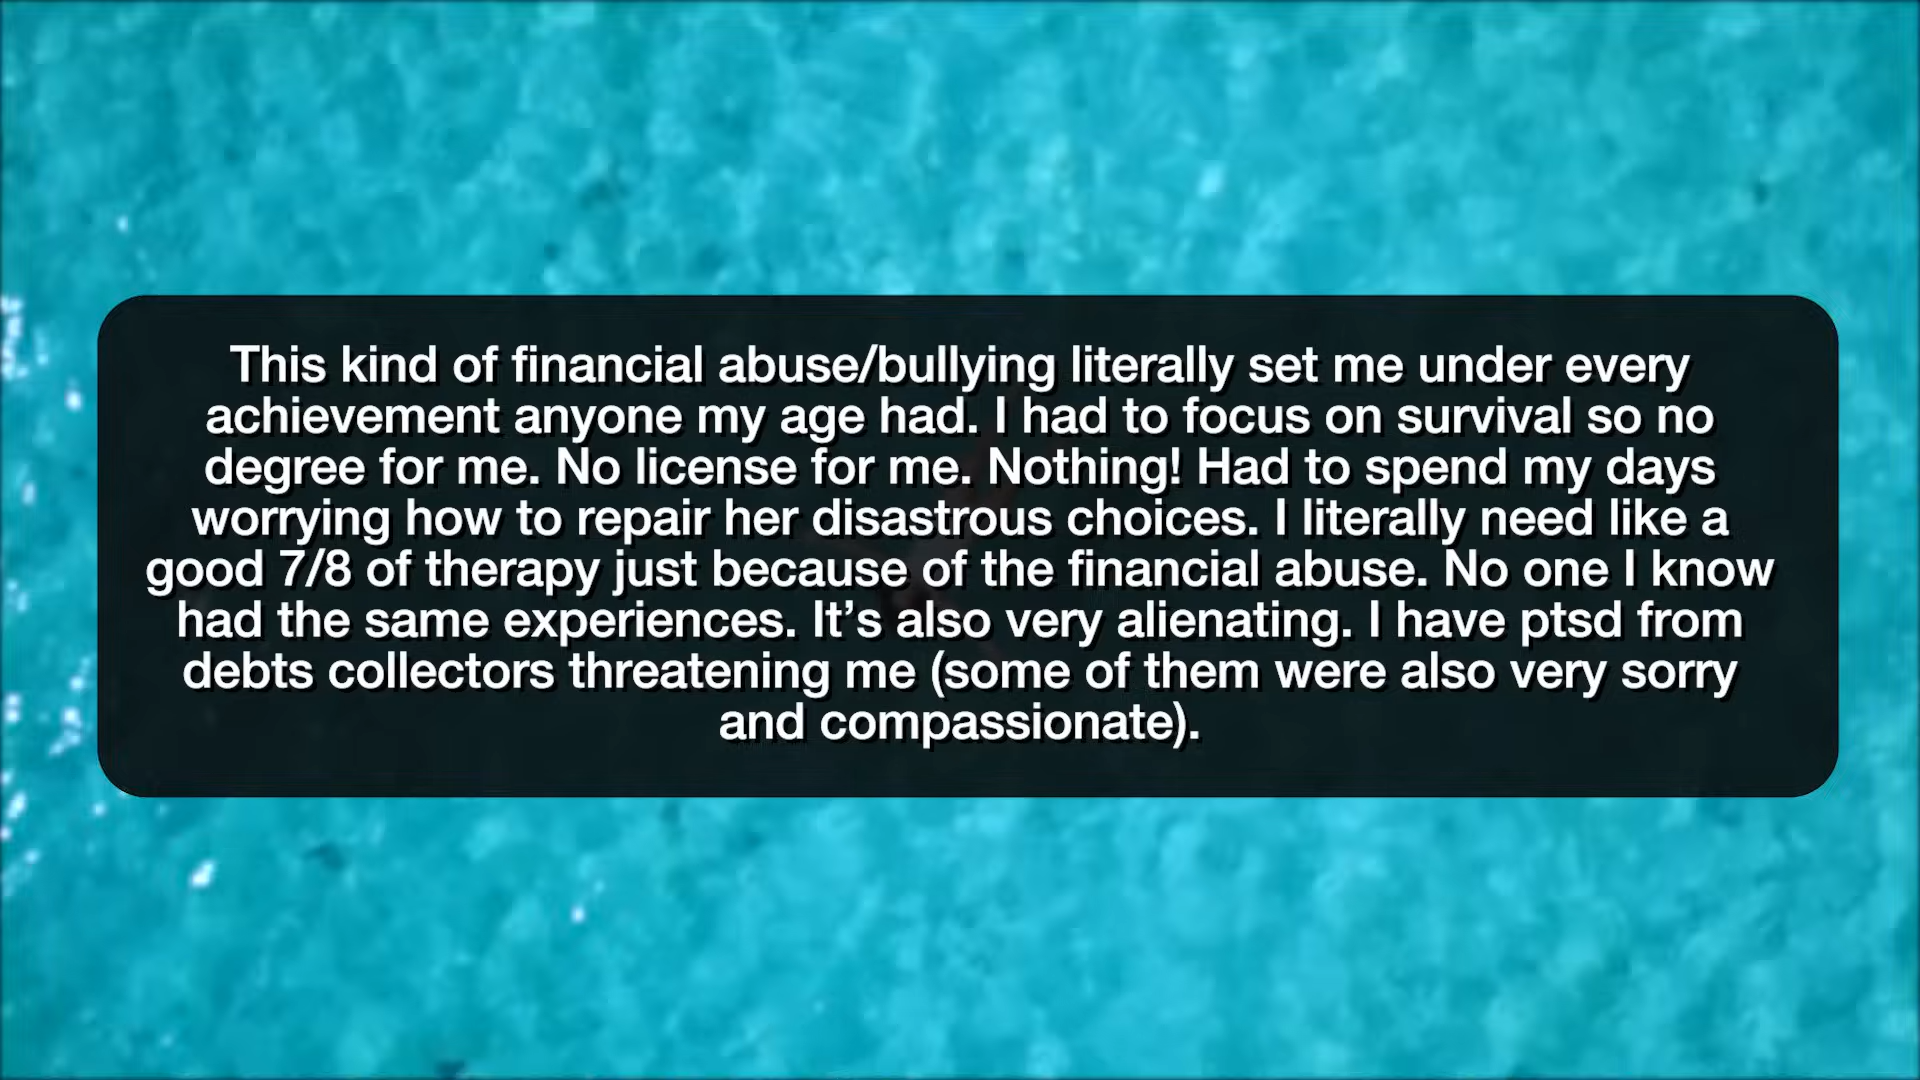 This kind of financial abuse/bullying literally set me under every
achievement anyone my age had. I had to focus on survival so no
degree for me. No license for me. Nothing! Had to spend my days
worrying how to repair her disastrous choices. I literally need like a
good 7/8 of therapy just because of the financial abuse. No one I know
had the same experiences. It’s also very alienating. I have ptsd from
debts collectors threatening me (some of them were also very sorry
and compassionate).